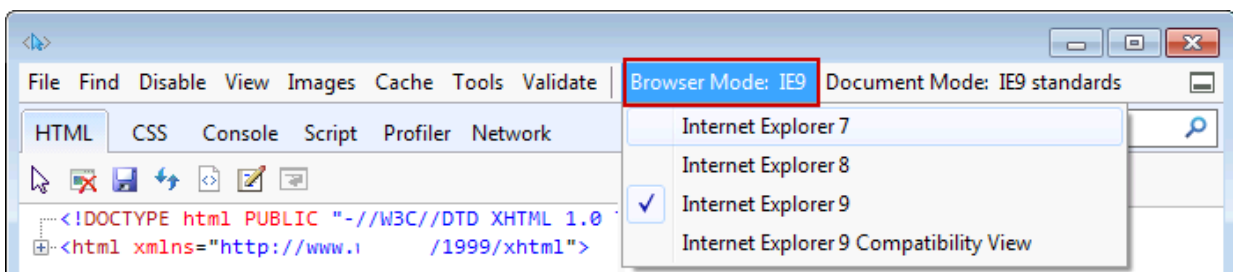 File Find Disable View Images Cache Tools Validate Browser Mode: IE9 Document Mode: IE9 standards
HTML CSS Console Script Profiler Network
Internet Explorer 7
Internet Explorer 8
Internet Explorer 9
Internet Explorer 9 Compatibility View
<!DOCTYPE html PUBLIC "-//W3C//DTD XHTML 1.0
<html xmlns="http://www. /1999/xhtml">